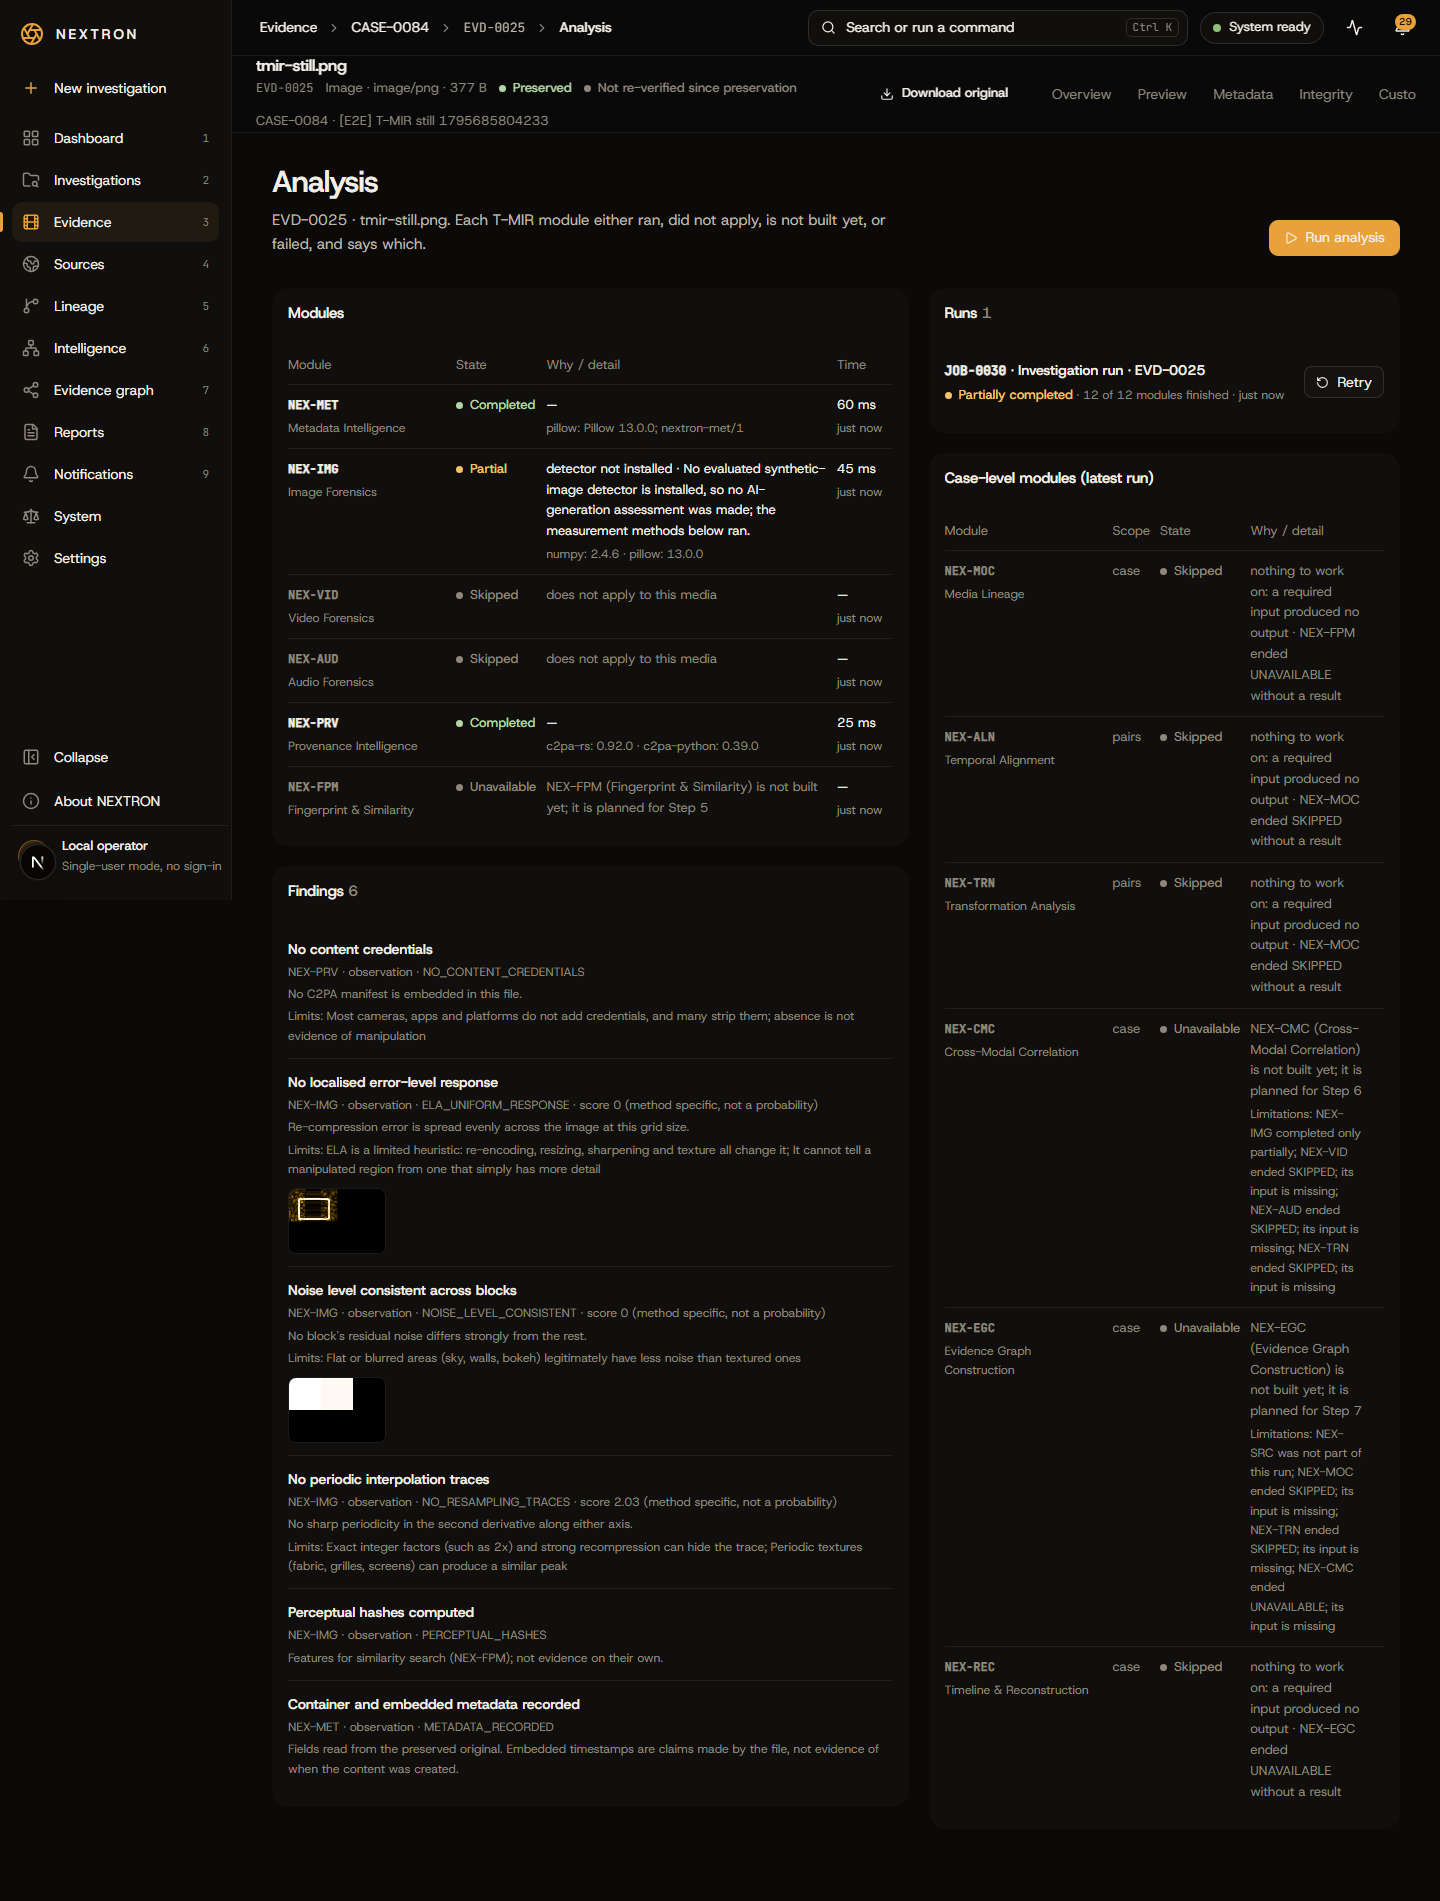 NEXTRON
New investigation
Dashboard 1
Investigations 2
Evidence 3
Sources 4
Lineage 5
Intelligence 6
Evidence graph 7
Reports 8
Notifications 9
System
Settings
Collapse
About NEXTRON
N
Local operator
Single-user mode, no sign-in
Evidence > CASE-0084 > EVD-0025 > Analysis
Search or run a command Ctrl K
System ready
29
tmir-still.png
EVD-0025 Image · image/png · 377 B Preserved Not re-verified since preservation
CASE-0084 · [E2E] T-MIR still 1795685804233
Download original
Overview Preview Metadata Integrity Custo
Analysis
EVD-0025 · tmir-still.png. Each T-MIR module either ran, did not apply, is not built yet, or
failed, and says which.
Run analysis
Modules
Module State Why / detail Time
NEX-MET Completed — 60 ms
Metadata Intelligence pillow: Pillow 13.0.0; nextron-met/1 just now
NEX-IMG Partial detector not installed · No evaluated synthetic- 45 ms
Image Forensics image detector is installed, so no AI- just now
generation assessment was made; the
measurement methods below ran.
numpy: 2.4.6 · pillow: 13.0.0
NEX-VID Skipped does not apply to this media —
Video Forensics just now
NEX-AUD Skipped does not apply to this media —
Audio Forensics just now
NEX-PRV Completed — 25 ms
Provenance Intelligence c2pa-rs: 0.92.0 · c2pa-python: 0.39.0 just now
NEX-FPM Unavailable NEX-FPM (Fingerprint & Similarity) is not built —
Fingerprint & Similarity yet; it is planned for Step 5 just now
Findings 6
No content credentials
NEX-PRV · observation · NO_CONTENT_CREDENTIALS
No C2PA manifest is embedded in this file.
Limits: Most cameras, apps and platforms do not add credentials, and many strip them; absence is not
evidence of manipulation
No localised error-level response
NEX-IMG · observation · ELA_UNIFORM_RESPONSE · score 0 (method specific, not a probability)
Re-compression error is spread evenly across the image at this grid size.
Limits: ELA is a limited heuristic: re-encoding, resizing, sharpening and texture all change it; It cannot tell a
manipulated region from one that simply has more detail
Noise level consistent across blocks
NEX-IMG · observation · NOISE_LEVEL_CONSISTENT · score 0 (method specific, not a probability)
No block's residual noise differs strongly from the rest.
Limits: Flat or blurred areas (sky, walls, bokeh) legitimately have less noise than textured ones
No periodic interpolation traces
NEX-IMG · observation · NO_RESAMPLING_TRACES · score 2.03 (method specific, not a probability)
No sharp periodicity in the second derivative along either axis.
Limits: Exact integer factors (such as 2x) and strong recompression can hide the trace; Periodic textures
(fabric, grilles, screens) can produce a similar peak
Perceptual hashes computed
NEX-IMG · observation · PERCEPTUAL_HASHES
Features for similarity search (NEX-FPM); not evidence on their own.
Container and embedded metadata recorded
NEX-MET · observation · METADATA_RECORDED
Fields read from the preserved original. Embedded timestamps are claims made by the file, not evidence of
when the content was created.
Runs 1
JOB-0030 · Investigation run · EVD-0025
Partially completed · 12 of 12 modules finished · just now
Retry
Case-level modules (latest run)
Module Scope State Why / detail
NEX-MOC case Skipped nothing to work
Media Lineage on: a required
input produced no
output · NEX-FPM
ended
UNAVAILABLE
without a result
NEX-ALN pairs Skipped nothing to work
Temporal Alignment on: a required
input produced no
output · NEX-MOC
ended SKIPPED
without a result
NEX-TRN pairs Skipped nothing to work
Transformation Analysis on: a required
input produced no
output · NEX-MOC
ended SKIPPED
without a result
NEX-CMC case Unavailable NEX-CMC (Cross-
Cross-Modal Correlation Modal Correlation)
is not built yet; it is
planned for Step 6
Limitations: NEX-
IMG completed only
partially; NEX-VID
ended SKIPPED; its
input is missing;
NEX-AUD ended
SKIPPED; its input is
missing; NEX-TRN
ended SKIPPED; its
input is missing
NEX-EGC case Unavailable NEX-EGC
Evidence Graph (Evidence Graph
Construction Construction) is
not built yet; it is
planned for Step 7
Limitations: NEX-
SRC was not part of
this run; NEX-MOC
ended SKIPPED; its
input is missing;
NEX-TRN ended
SKIPPED; its input is
missing; NEX-CMC
ended
UNAVAILABLE; its
input is missing
NEX-REC case Skipped nothing to work
Timeline & Reconstruction on: a required
input produced no
output · NEX-EGC
ended
UNAVAILABLE
without a result